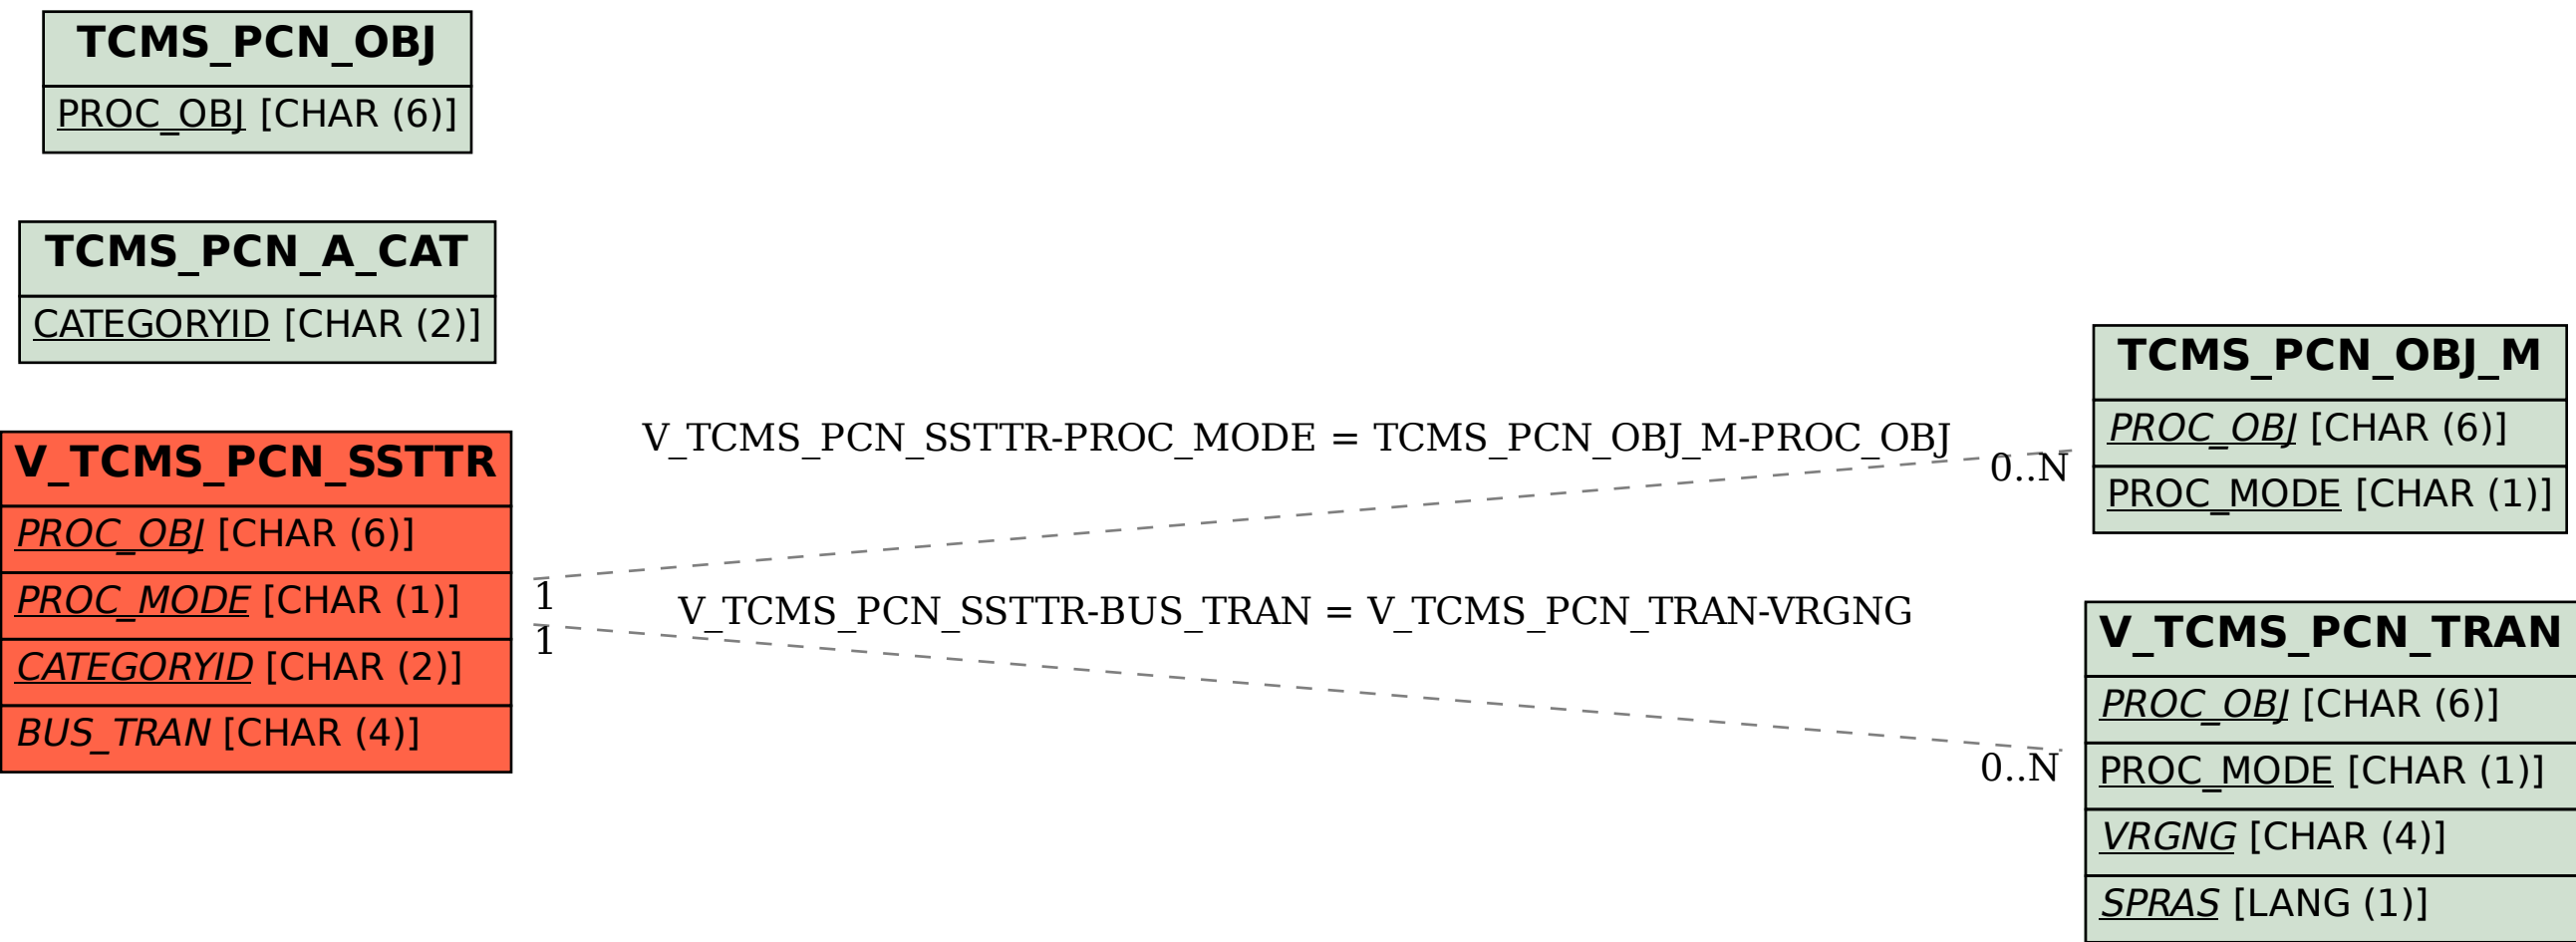 TCMS_PCN_OBJ
PROC_OBJ [CHAR (6)]
TCMS_PCN_A_CAT
CATEGORYID [CHAR (2)]
V_TCMS_PCN_SSTTR
PROC_OBJ [CHAR (6)]
PROC_MODE [CHAR (1)]
CATEGORYID [CHAR (2)]
BUS_TRAN [CHAR (4)]
V_TCMS_PCN_SSTTR-PROC_MODE = TCMS_PCN_OBJ_M-PROC_OBJ
0..N
1
V_TCMS_PCN_SSTTR-BUS_TRAN = V_TCMS_PCN_TRAN-VRGNG
1
0..N
TCMS_PCN_OBJ_M
PROC_OBJ [CHAR (6)]
PROC_MODE [CHAR (1)]
V_TCMS_PCN_TRAN
PROC_OBJ [CHAR (6)]
PROC_MODE [CHAR (1)]
VRGNG [CHAR (4)]
SPRAS [LANG (1)]